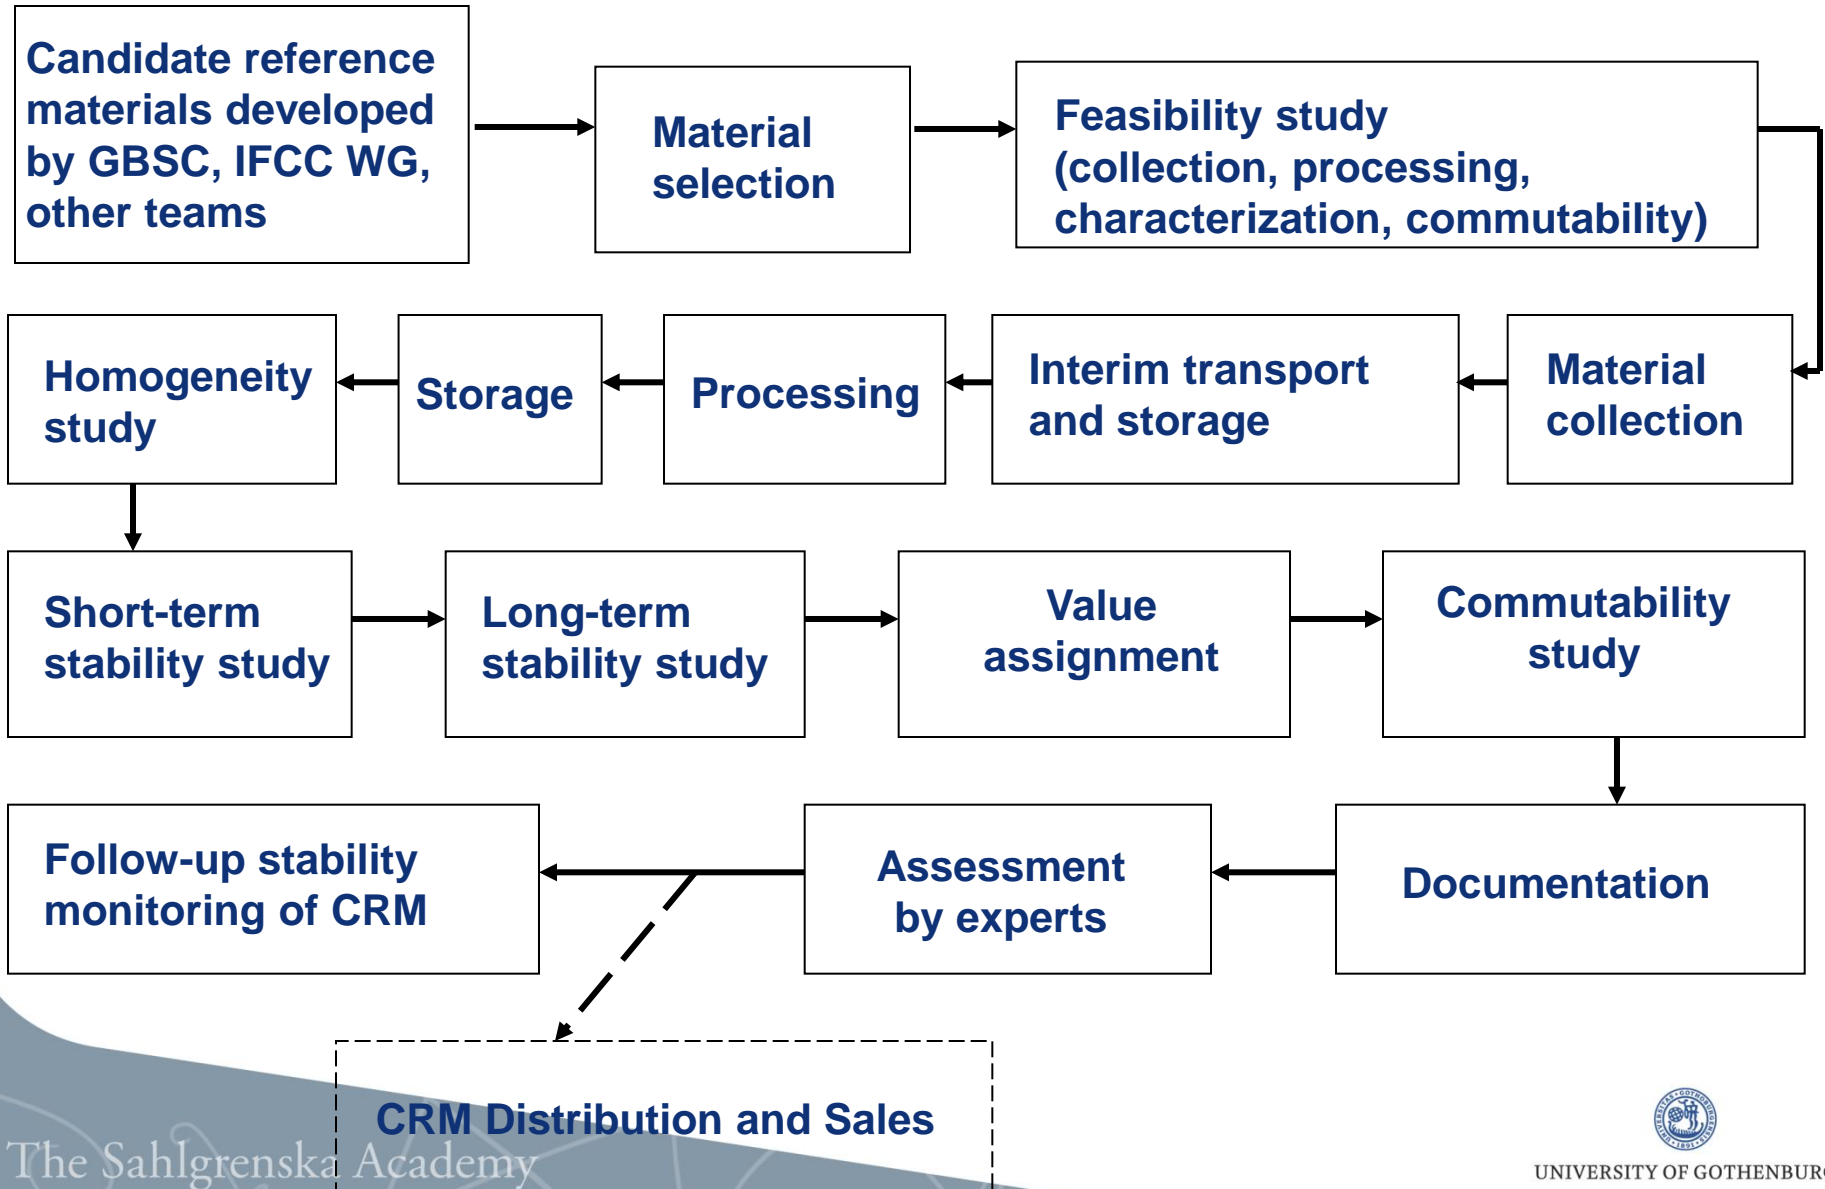 Candidate reference
materials developed
by GBSC, IFCC WG,
other teams
Material
selection
Feasibility study
(collection, processing,
characterization, commutability)
Homogeneity
study
Storage
Processing
Interim transport
and storage
Material
collection
Short-term
stability study
Long-term
stability study
Value
assignment
Commutability
study
Follow-up stability
monitoring of CRM
Assessment
by experts
Documentation
CRM Distribution and Sales
The Sahlgrenska Academy
UNIVERSITY OF GOTHENBURG